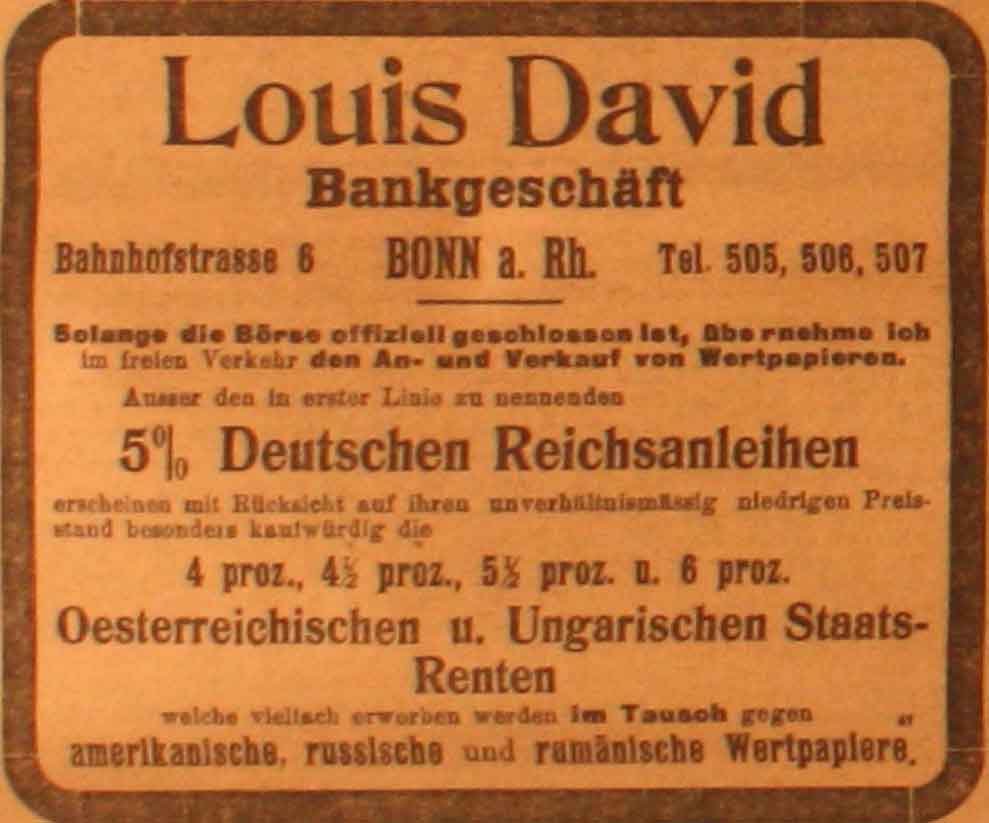 Louis David
Bankgeschäft
Bahnhofstrasse 6 BONN a. Rh. Tel. 505, 506, 507
Solange die Börse offiziell geschlossen ist, übernehme ich
im freien Verkehr den An- und Verkauf von Wertpapieren.
Ausser den in erster Linie zu nennenden
5% Deutschen Reichsanleihen
erscheinen mit Rücksicht auf ihren unverhältnismässig niedrigen Preis-
stand besonders kaufwürdig die
4 proz., 4½ proz., 5½ proz. u. 6 proz.
Oesterreichischen u. Ungarischen Staats-
Renten
welche vielfach erworben werden im Tausch gegen
amerikanische, russische und rumänische Wertpapiere.